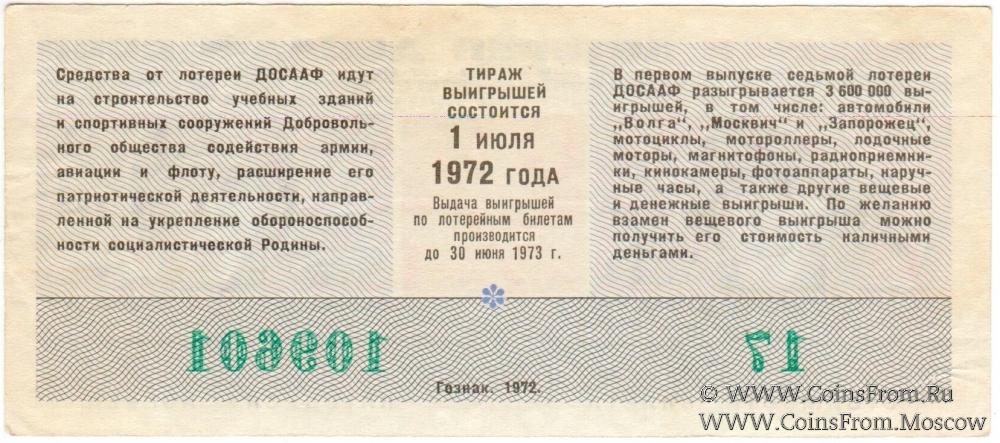 Средства от лотереи ДОСААФ идут
на строительство учебных зданий
и спортивных сооружений Доброволь-
ного общества содействия армии,
авиации и флоту, расширение его
патриотической деятельности, направ-
ленной на укрепление обороноспособ-
ности социалистической Родины.
ТИРАЖ
ВЫИГРЫШЕЙ
СОСТОИТСЯ
1 ИЮЛЯ
1972 ГОДА
Выдача выигрышей
по лотерейным билетам
производится
до 30 июня 1973 г.
В первом выпуске седьмой лотереи
ДОСААФ разыгрывается 3 600 000 вы-
игрышей, в том числе: автомобили
„Волга“, „Москвич“ и „Запорожец“,
мотоциклы, мотороллеры, лодочные
моторы, магнитофоны, радиоприемни-
ки, кинокамеры, фотоаппараты, наруч-
ные часы, а также другие вещевые
и денежные выигрыши. По желанию
взамен вещевого выигрыша можно
получить его стоимость наличными
деньгами.
109601
17
Гознак. 1972.
© WWW.CoinsFrom.Ru
WWW.CoinsFrom.Moscow